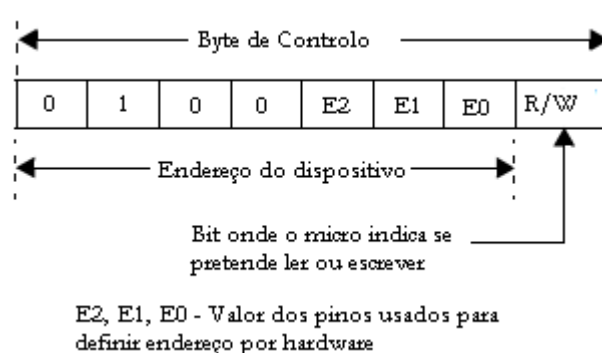 Byte de Controlo
0 1 0 0 E2 E1 E0 R/W
Endereço do dispositivo
Bit onde o micro indica se
pretende ler ou escrever
E2, E1, E0 - Valor dos pinos usados para
definir endereço por hardware